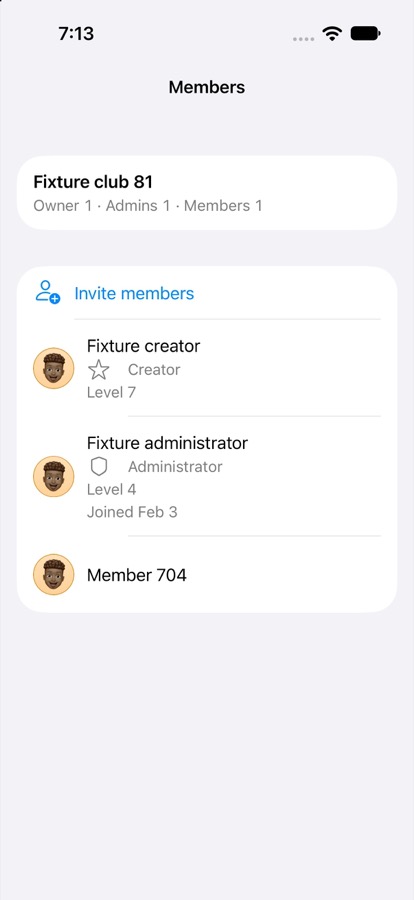 7:13
Members
Fixture club 81
Owner 1 · Admins 1 · Members 1
Invite members
Fixture creator
Creator
Level 7
Fixture administrator
Administrator
Level 4
Joined Feb 3
Member 704